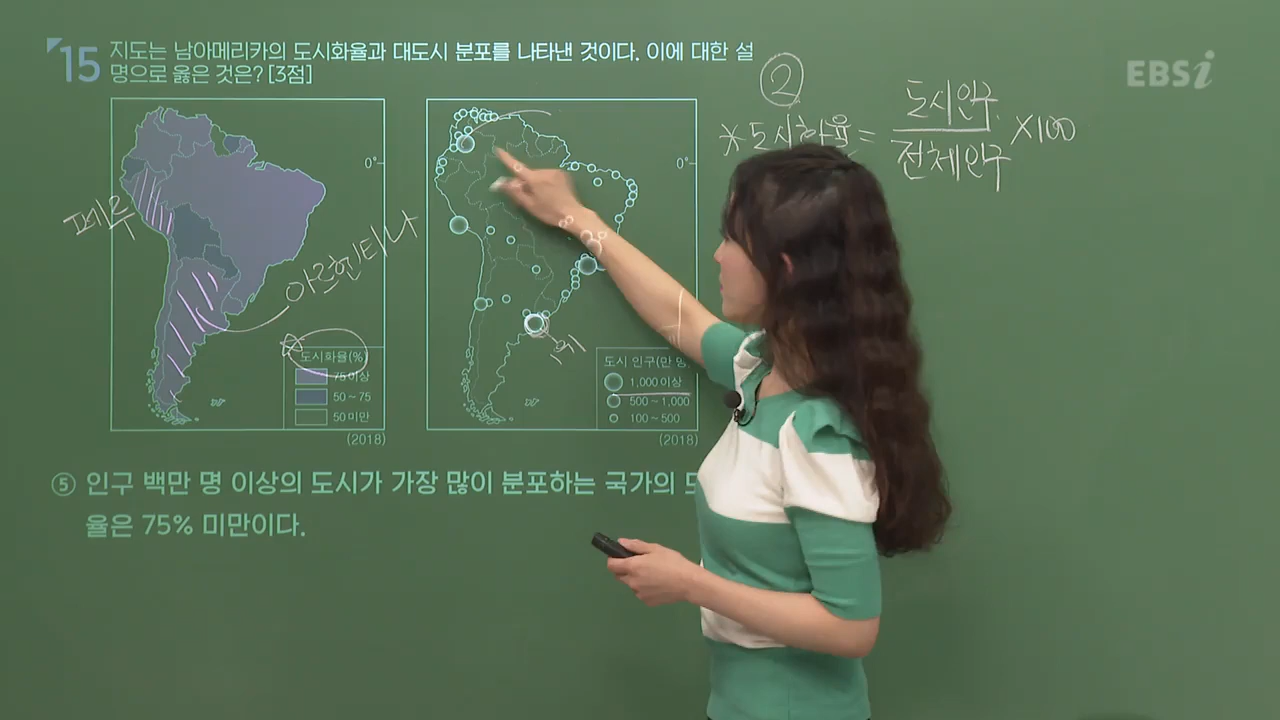 15 지도는 남아메리카의 도시화율과 대도시 분포를 나타낸 것이다. 이에 대한 설
명으로 옳은 것은? [3점]
EBSi
②
*도시화율 = 도시인구 / 전체인구 ×100
0°
0°
페루
아르헨티나
도시화율(%)
75 이상
50~75
50 미만
(2018)
도시 인구(만 명
1,000 이상
500~1,000
100~500
(2018)
⑤ 인구 백만 명 이상의 도시가 가장 많이 분포하는 국가의
율은 75% 미만이다.